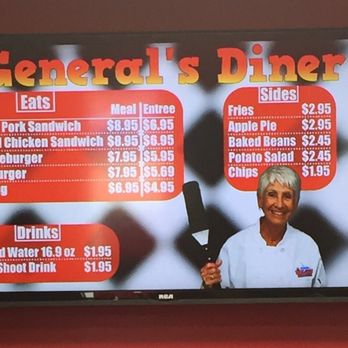 General's Diner
Eats
Meal Entree
Pork Sandwich $8.95 $6.95
Chicken Sandwich $8.95 $6.95
eburger $7.95 $5.95
urger $7.95 $5.69
g $6.95 $4.95
Sides
Fries $2.95
Apple Pie $2.95
Baked Beans $2.45
Potato Salad $2.45
Chips $1.95
Drinks
d Water 16.9 oz $1.95
Shoot Drink $1.95
RCA